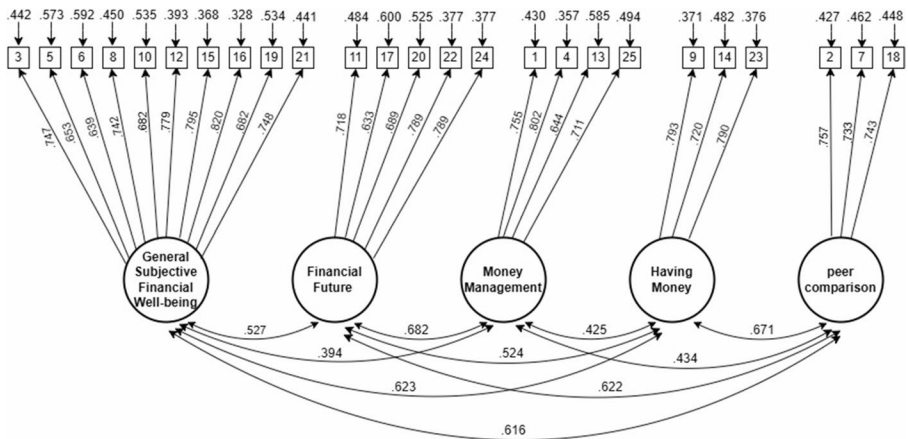 .442 .573 .592 .450 .535 .393 .368 .328 .534 .441 .484 .600 .525 .377 .377 .430 .357 .585 .494 .371 .482 .376 .427 .462 .448
3 5 6 8 10 12 15 16 19 21 11 17 20 22 24 1 4 13 25 9 14 23 2 7 18
.747 .653 .639 .742 .682 .779 .795 .820 .682 .748 .718 .633 .689 .789 .789 .755 .802 .644 .711 .793 .720 .790 .757 .733 .743
General
Subjective
Financial
Well-being
Financial
Future
Money
Management
Having
Money
peer
comparison
.527 .682 .425 .671
.394 .524 .434
.623 .622
.616